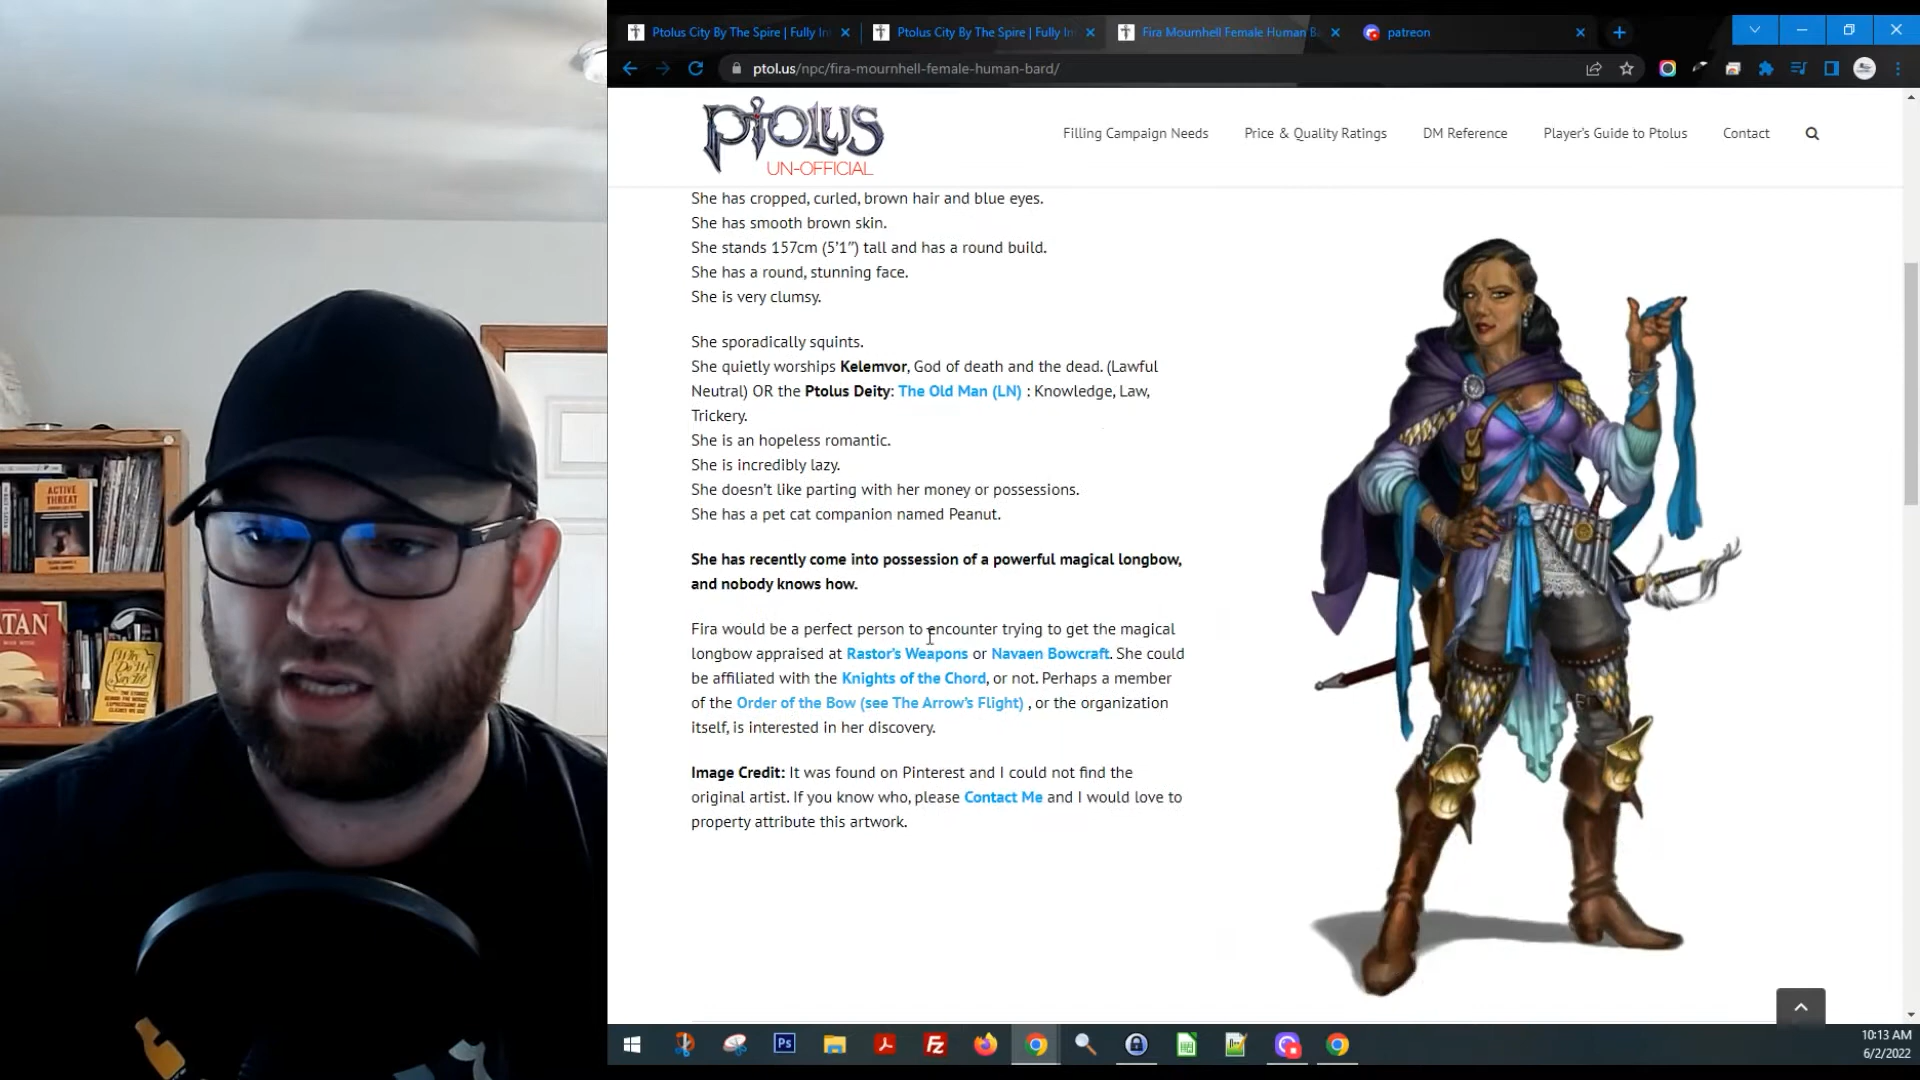 Ptolus City By The Spire | Fully In
Ptolus City By The Spire | Fully In
Fira Mournhell Female Human Ba
patreon
ptol.us/npc/fira-mournhell-female-human-bard/
PTOLUS
UN-OFFICIAL
Filling Campaign Needs
Price & Quality Ratings
DM Reference
Player's Guide to Ptolus
Contact
She has cropped, curled, brown hair and blue eyes.
She has smooth brown skin.
She stands 157cm (5'1″) tall and has a round build.
She has a round, stunning face.
She is very clumsy.
She sporadically squints.
She quietly worships Kelemvor, God of death and the dead. (Lawful
Neutral) OR the Ptolus Deity: The Old Man (LN) : Knowledge, Law,
Trickery.
She is an hopeless romantic.
She is incredibly lazy.
She doesn't like parting with her money or possessions.
She has a pet cat companion named Peanut.
She has recently come into possession of a powerful magical longbow,
and nobody knows how.
Fira would be a perfect person to encounter trying to get the magical
longbow appraised at Rastor's Weapons or Navaen Bowcraft. She could
be affiliated with the Knights of the Chord, or not. Perhaps a member
of the Order of the Bow (see The Arrow's Flight) , or the organization
itself, is interested in her discovery.
Image Credit: It was found on Pinterest and I could not find the
original artist. If you know who, please Contact Me and I would love to
property attribute this artwork.
ACTIVE
THREAT
TAN
Why
Do We
Say It?
Ps
10:13 AM
6/2/2022